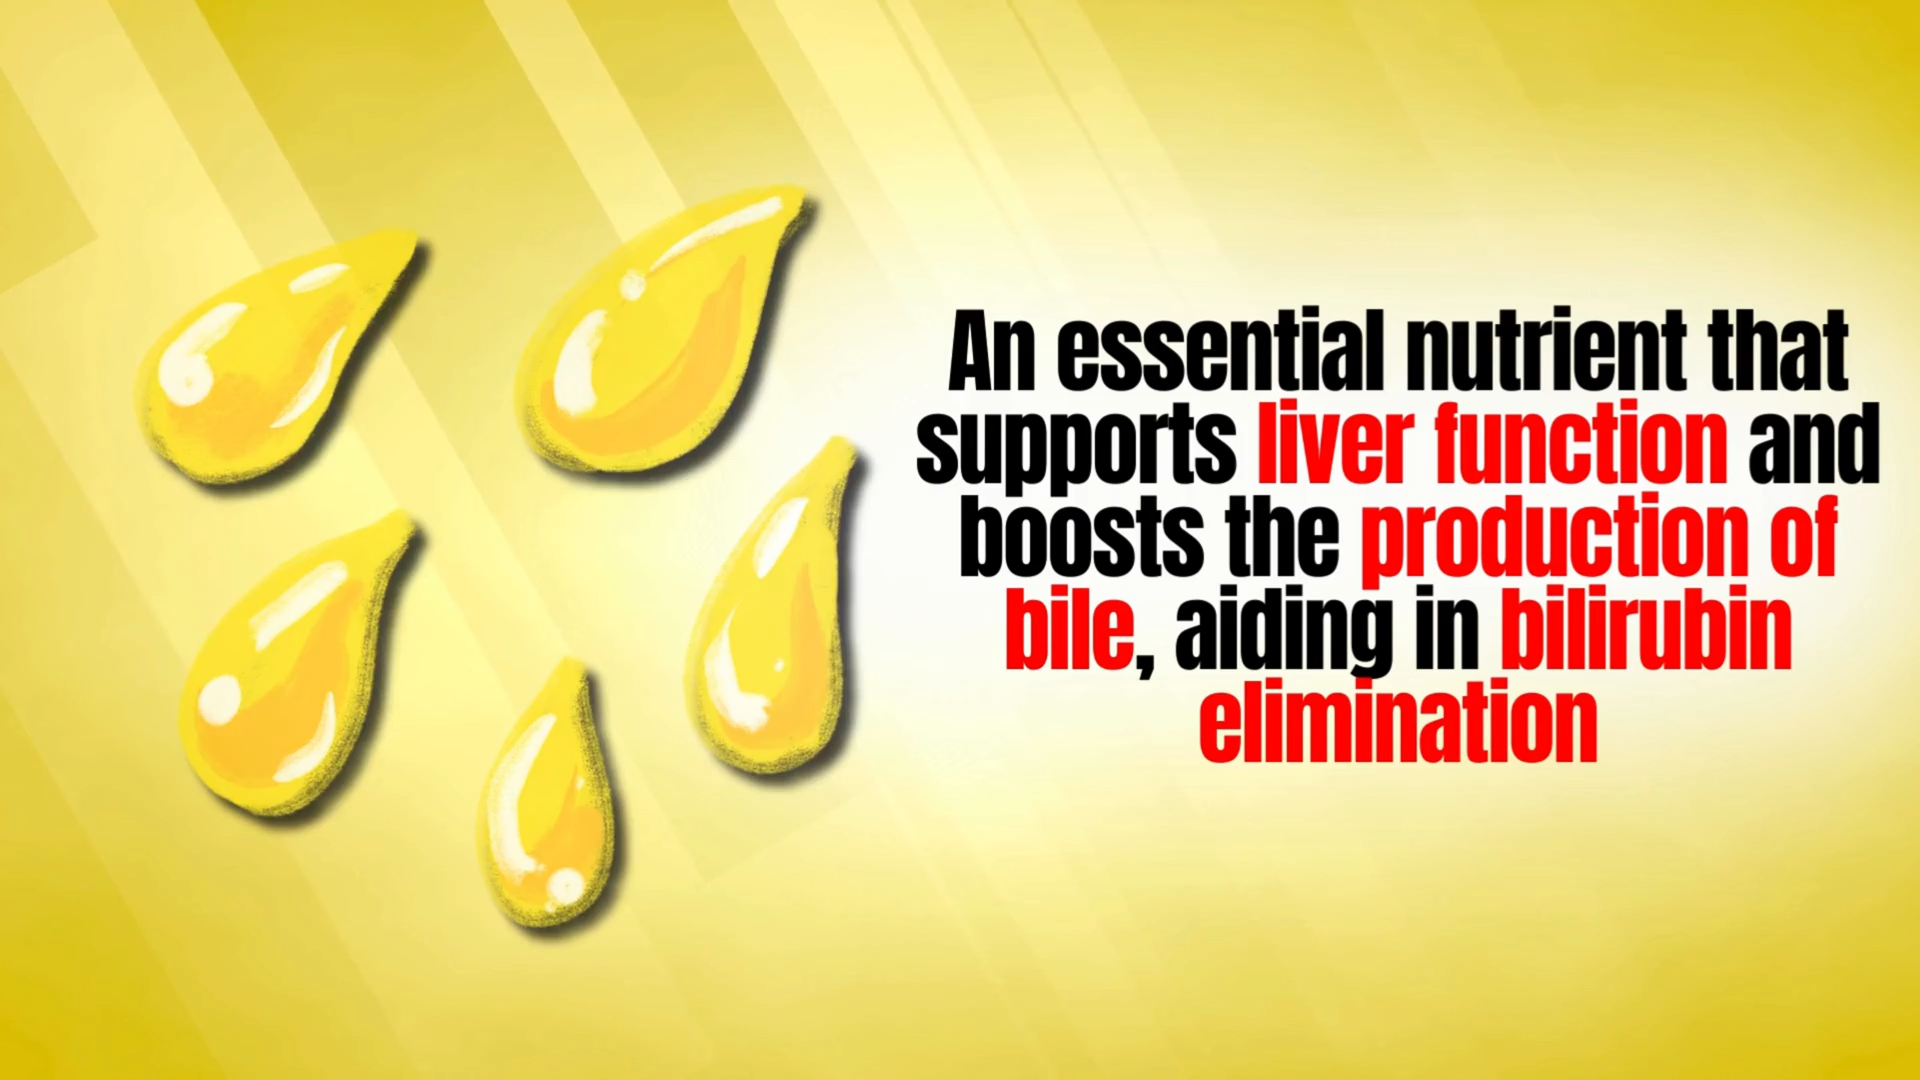 An essential nutrient that
supports liver function and
boosts the production of
bile, aiding in bilirubin
elimination